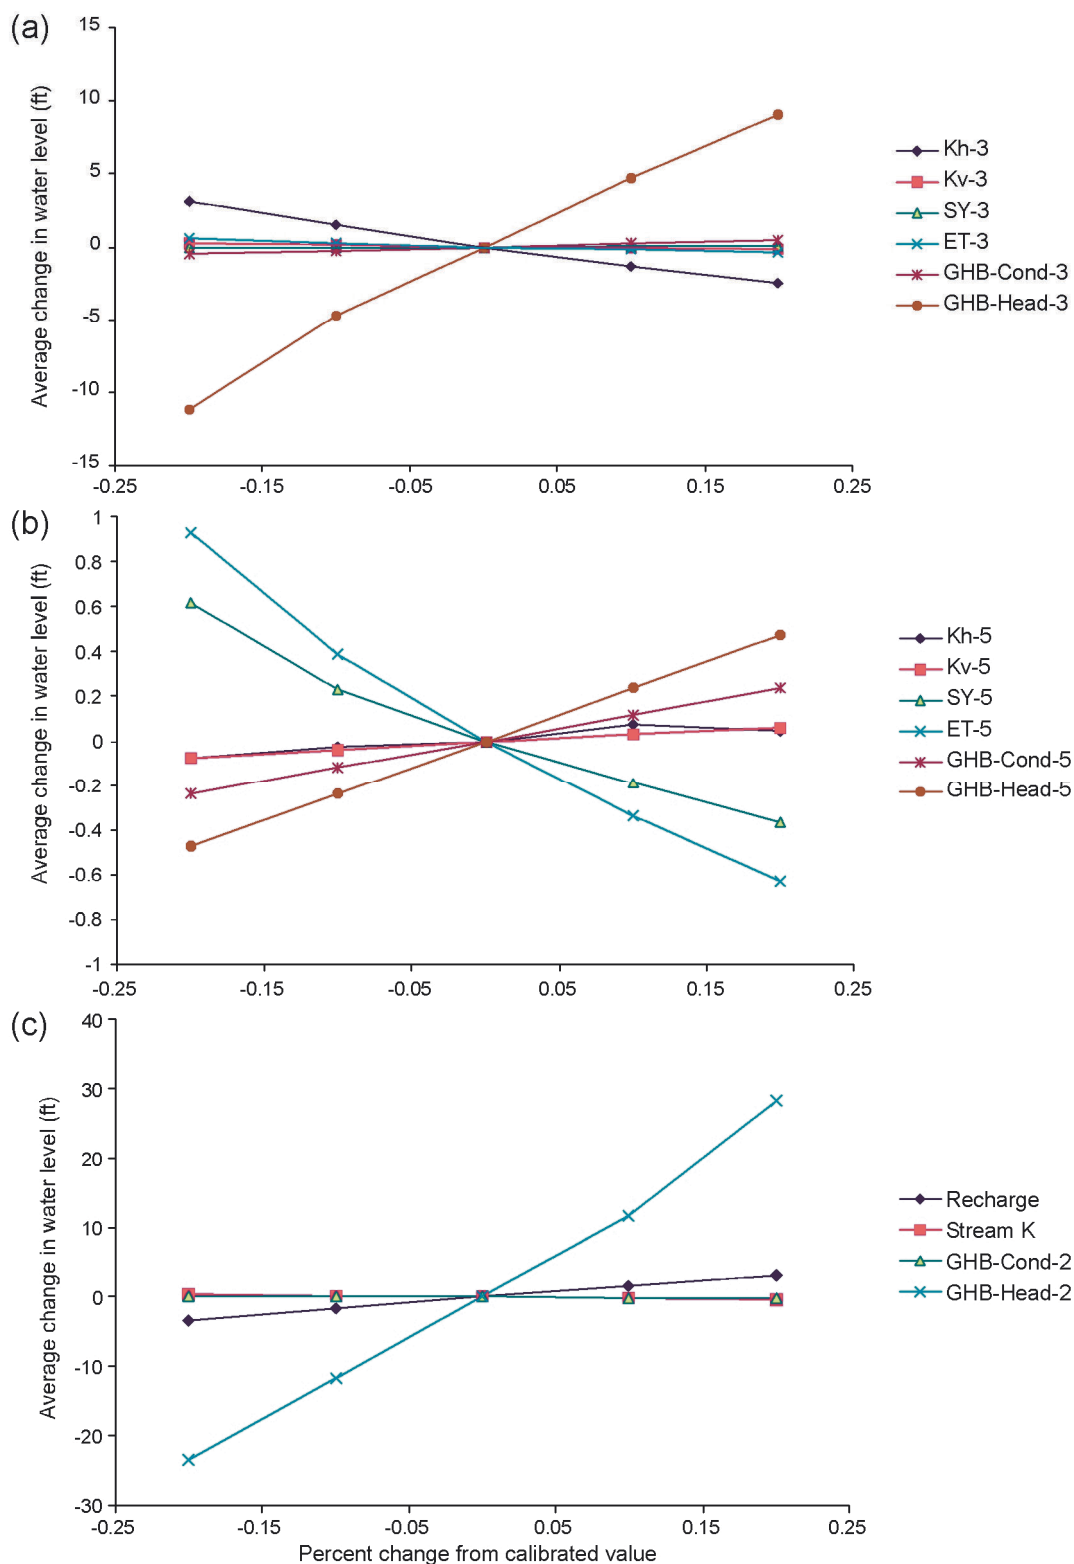 (a)
Average change in water level (ft)
15
10
5
0
-5
-10
-15
-0.25 -0.15 -0.05 0.05 0.15 0.25
Kh-3
Kv-3
SY-3
ET-3
GHB-Cond-3
GHB-Head-3
(b)
Average change in water level (ft)
1
0.8
0.6
0.4
0.2
0
-0.2
-0.4
-0.6
-0.8
-1
-0.25 -0.15 -0.05 0.05 0.15 0.25
Kh-5
Kv-5
SY-5
ET-5
GHB-Cond-5
GHB-Head-5
(c)
Average change in water level (ft)
40
30
20
10
0
-10
-20
-30
-0.25 -0.15 -0.05 0.05 0.15 0.25
Percent change from calibrated value
Recharge
Stream K
GHB-Cond-2
GHB-Head-2